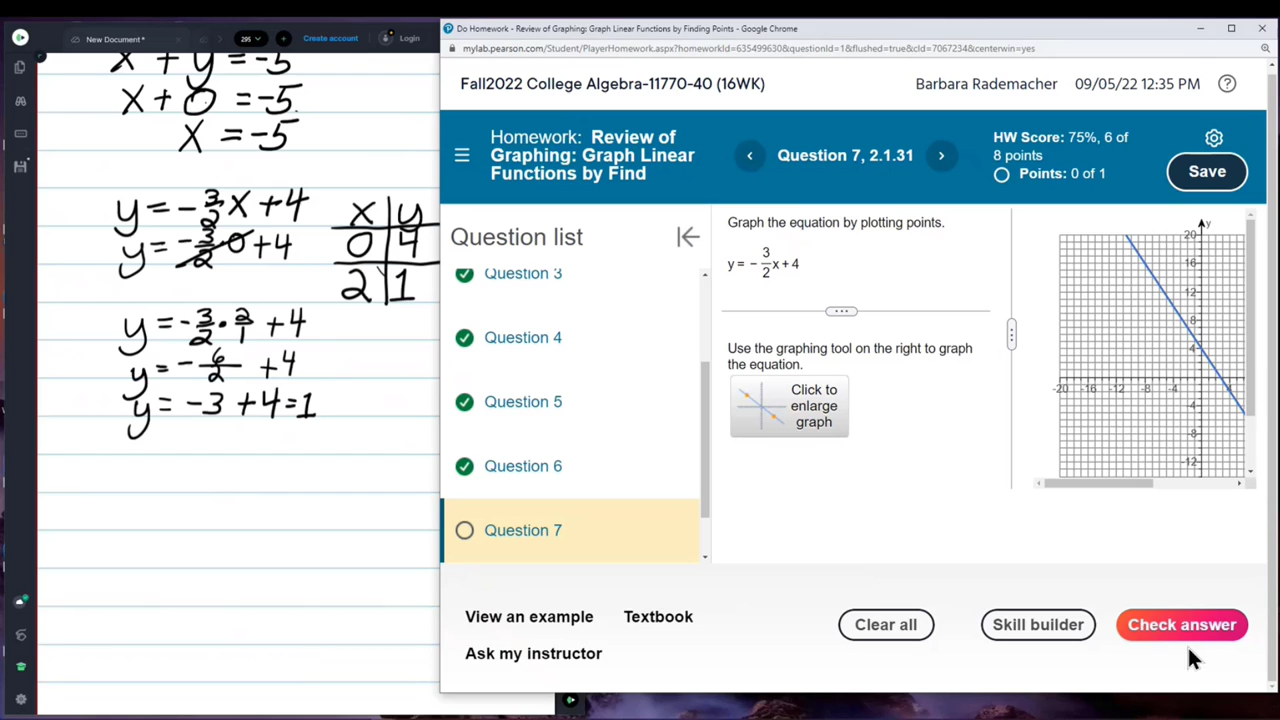 New Document*
295
Create account
Login
x + y = -5
x + 0 = -5
x = -5
y = -3/2 x + 4
y = -3/2 · 0 + 4
x | y
0 | 4
2 | 1
y = -3/2 · 2/1 + 4
y = -6/2 + 4
y = -3 + 4 = 1
Do Homework - Review of Graphing: Graph Linear Functions by Finding Points - Google Chrome
mylab.pearson.com/Student/PlayerHomework.aspx?homeworkId=635499630&questionId=1&flushed=true&cId=7067234&centerwin=yes
Fall2022 College Algebra-11770-40 (16WK)
Barbara Rademacher
09/05/22 12:35 PM
?
Homework: Review of
Graphing: Graph Linear
Functions by Find
Question 7, 2.1.31
HW Score: 75%, 6 of
8 points
Points: 0 of 1
Save
Question list
Question 3
Question 4
Question 5
Question 6
Question 7
Graph the equation by plotting points.
y = - 3/2 x + 4
Use the graphing tool on the right to graph
the equation.
Click to
enlarge
graph
y
20
16
12
8
4
-20 -16 -12 -8 -4 4
-4
-8
-12
View an example
Textbook
Clear all
Skill builder
Check answer
Ask my instructor